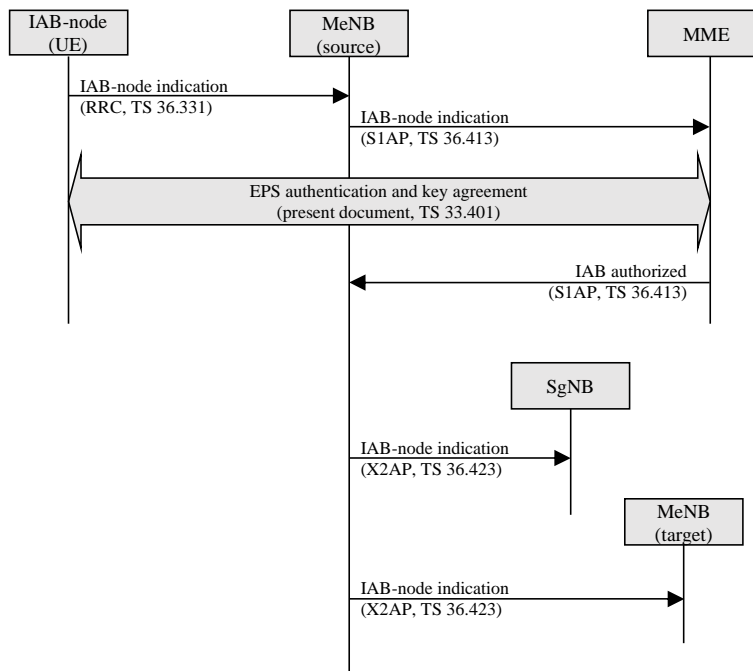 IAB-node
(UE)
MeNB
(source)
MME
IAB-node indication
(RRC, TS 36.331)
IAB-node indication
(S1AP, TS 36.413)
EPS authentication and key agreement
(present document, TS 33.401)
IAB authorized
(S1AP, TS 36.413)
SgNB
IAB-node indication
(X2AP, TS 36.423)
MeNB
(target)
IAB-node indication
(X2AP, TS 36.423)